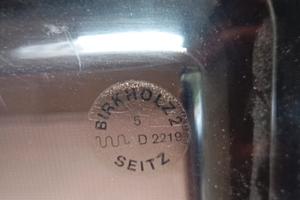 BIRKHOLZ 2
5
D 2219
SEITZ